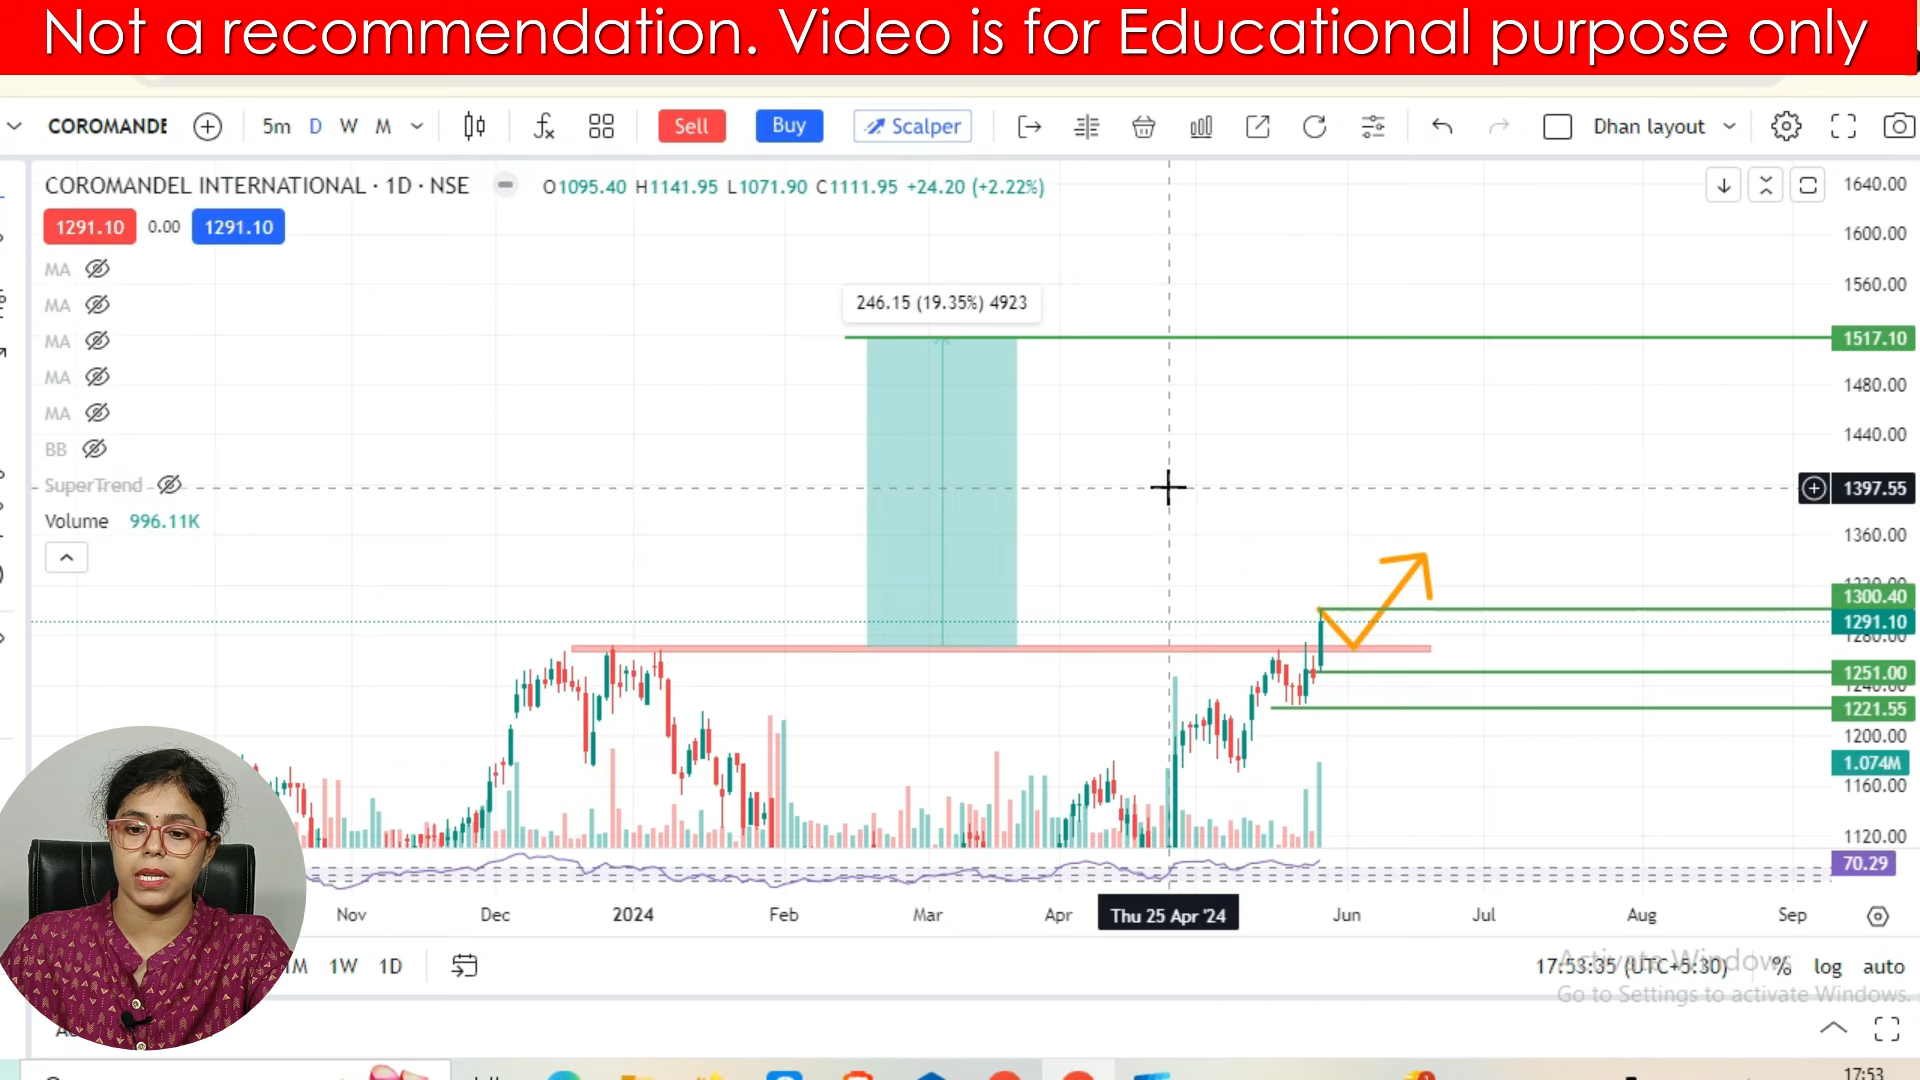 Not a recommendation. Video is for Educational purpose only
COROMANDE
5m D W M
Sell
Buy
Scalper
Dhan layout
COROMANDEL INTERNATIONAL · 1D · NSE
O1095.40 H1141.95 L1071.90 C1111.95 +24.20 (+2.22%)
1291.10 0.00 1291.10
MA
MA
MA
MA
MA
BB
SuperTrend
Volume 996.11K
246.15 (19.35%) 4923
1640.00
1600.00
1560.00
1517.10
1480.00
1440.00
1397.55
1360.00
1300.40
1291.10
1280.00
1251.00
1240.00
1221.55
1200.00
1.074M
1160.00
1120.00
70.29
Nov Dec 2024 Feb Mar Apr Thu 25 Apr '24 Jun Jul Aug Sep
1W 1D
17:53:35 (UTC+5:30) % log auto
Activate Windows
Go to Settings to activate Windows.
17:53